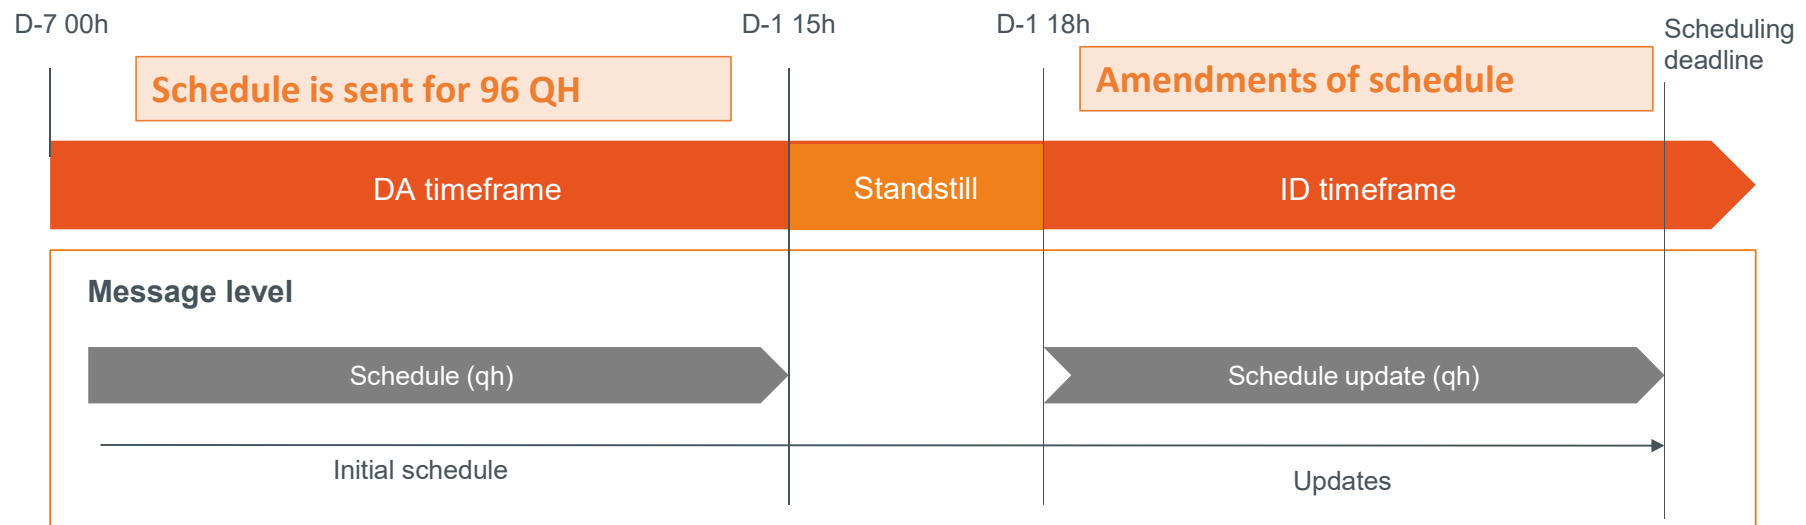 D-7 00h
D-1 15h
D-1 18h
Scheduling
deadline
Schedule is sent for 96 QH
Amendments of schedule
DA timeframe
Standstill
ID timeframe
Message level
Schedule (qh)
Schedule update (qh)
Initial schedule
Updates